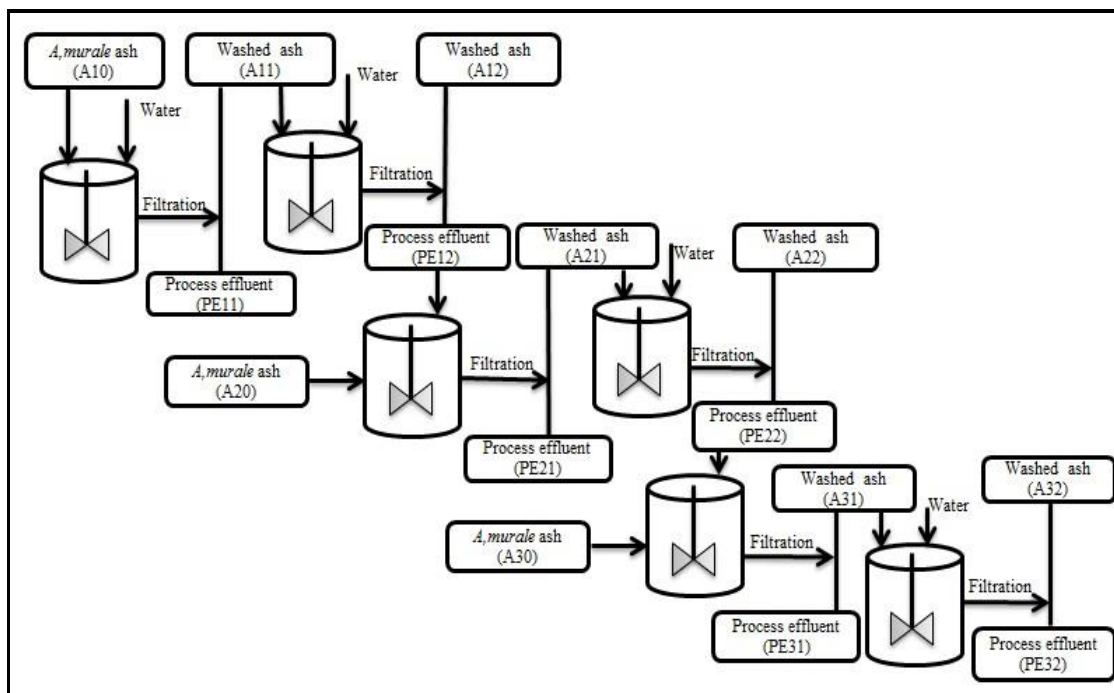 A,murale ash
(A10)
Washed ash
(A11)
Washed ash
(A12)
Water
Water
Filtration
Filtration
Process effluent
(PE11)
Process effluent
(PE12)
Washed ash
(A21)
Washed ash
(A22)
Water
A,murale ash
(A20)
Filtration
Filtration
Process effluent
(PE21)
Process effluent
(PE22)
Washed ash
(A31)
Washed ash
(A32)
Water
A,murale ash
(A30)
Filtration
Filtration
Process effluent
(PE31)
Process effluent
(PE32)